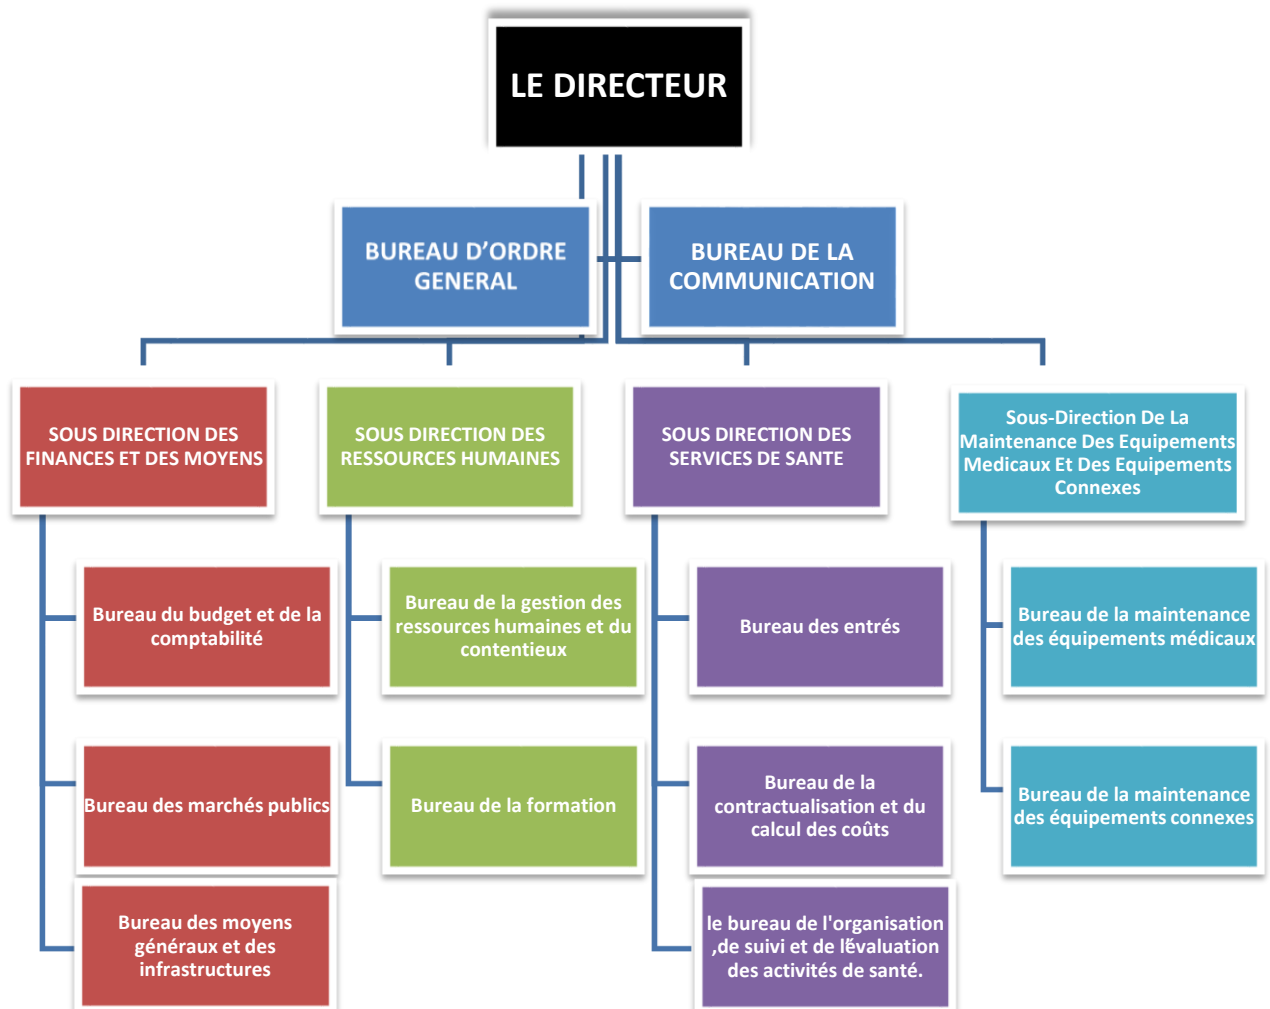 LE DIRECTEUR
BUREAU D’ORDRE
GENERAL
BUREAU DE LA
COMMUNICATION
SOUS DIRECTION DES
FINANCES ET DES MOYENS
SOUS DIRECTION DES
RESSOURCES HUMAINES
SOUS DIRECTION DES
SERVICES DE SANTE
Sous-Direction De La
Maintenance Des Equipements
Medicaux Et Des Equipements
Connexes
Bureau du budget et de la
comptabilité
Bureau de la gestion des
ressources humaines et du
contentieux
Bureau des entrés
Bureau de la maintenance
des équipements médicaux
Bureau des marchés publics
Bureau de la formation
Bureau de la
contractualisation et du
calcul des coûts
Bureau de la maintenance
des équipements connexes
Bureau des moyens
généraux et des
infrastructures
le bureau de l'organisation
,de suivi et de l'évaluation
des activités de santé.